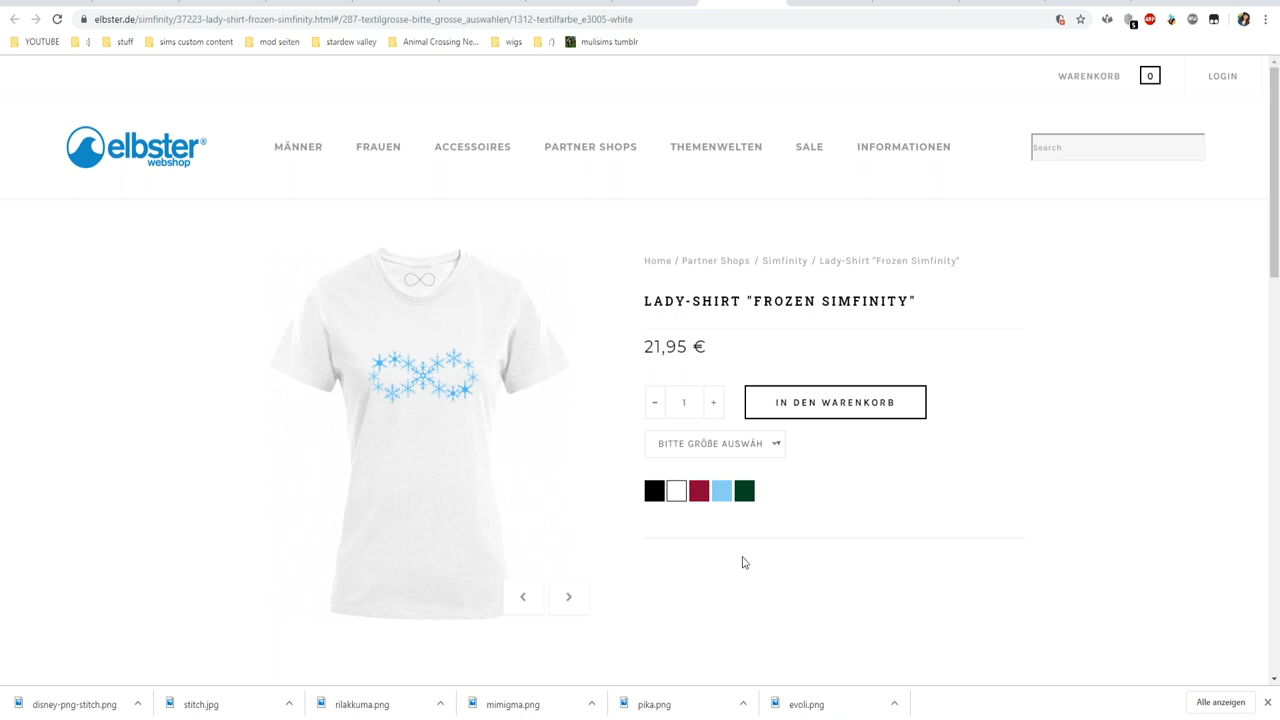 elbster.de/simfinity/37223-lady-shirt-frozen-simfinity.html#/287-textilgrosse-bitte_grosse_auswahlen/1312-textilfarbe_e3005-white
YOUTUBE :] stuff sims custom content mod seiten stardew valley Animal Crossing Ne... wigs :') mulisims tumblr
WARENKORB 0 LOGIN
elbster®
webshop
MÄNNER FRAUEN ACCESSOIRES PARTNER SHOPS THEMENWELTEN SALE INFORMATIONEN
Search
Home / Partner Shops / Simfinity / Lady-Shirt "Frozen Simfinity"
LADY-SHIRT "FROZEN SIMFINITY"
21,95 €
- 1 + IN DEN WARENKORB
BITTE GRÖßE AUSWÄH
disney-png-stitch.png stitch.jpg rilakkuma.png mimigma.png pika.png evoli.png Alle anzeigen